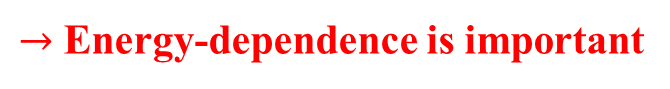 → Energy-dependence is important